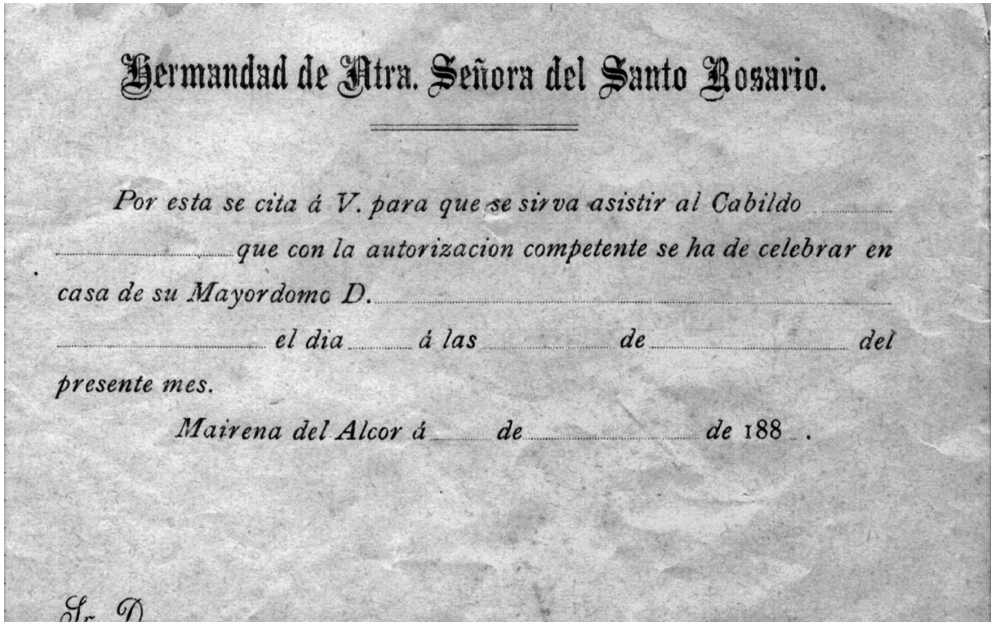 Hermandad de Ntra. Señora del Santo Rosario.
Por esta se cita á V. para que se sirva asistir al Cabildo
que con la autorizacion competente se ha de celebrar en
casa de su Mayordomo D.
el dia á las de del
presente mes.
Mairena del Alcor á de de 188 .
Sr. D.